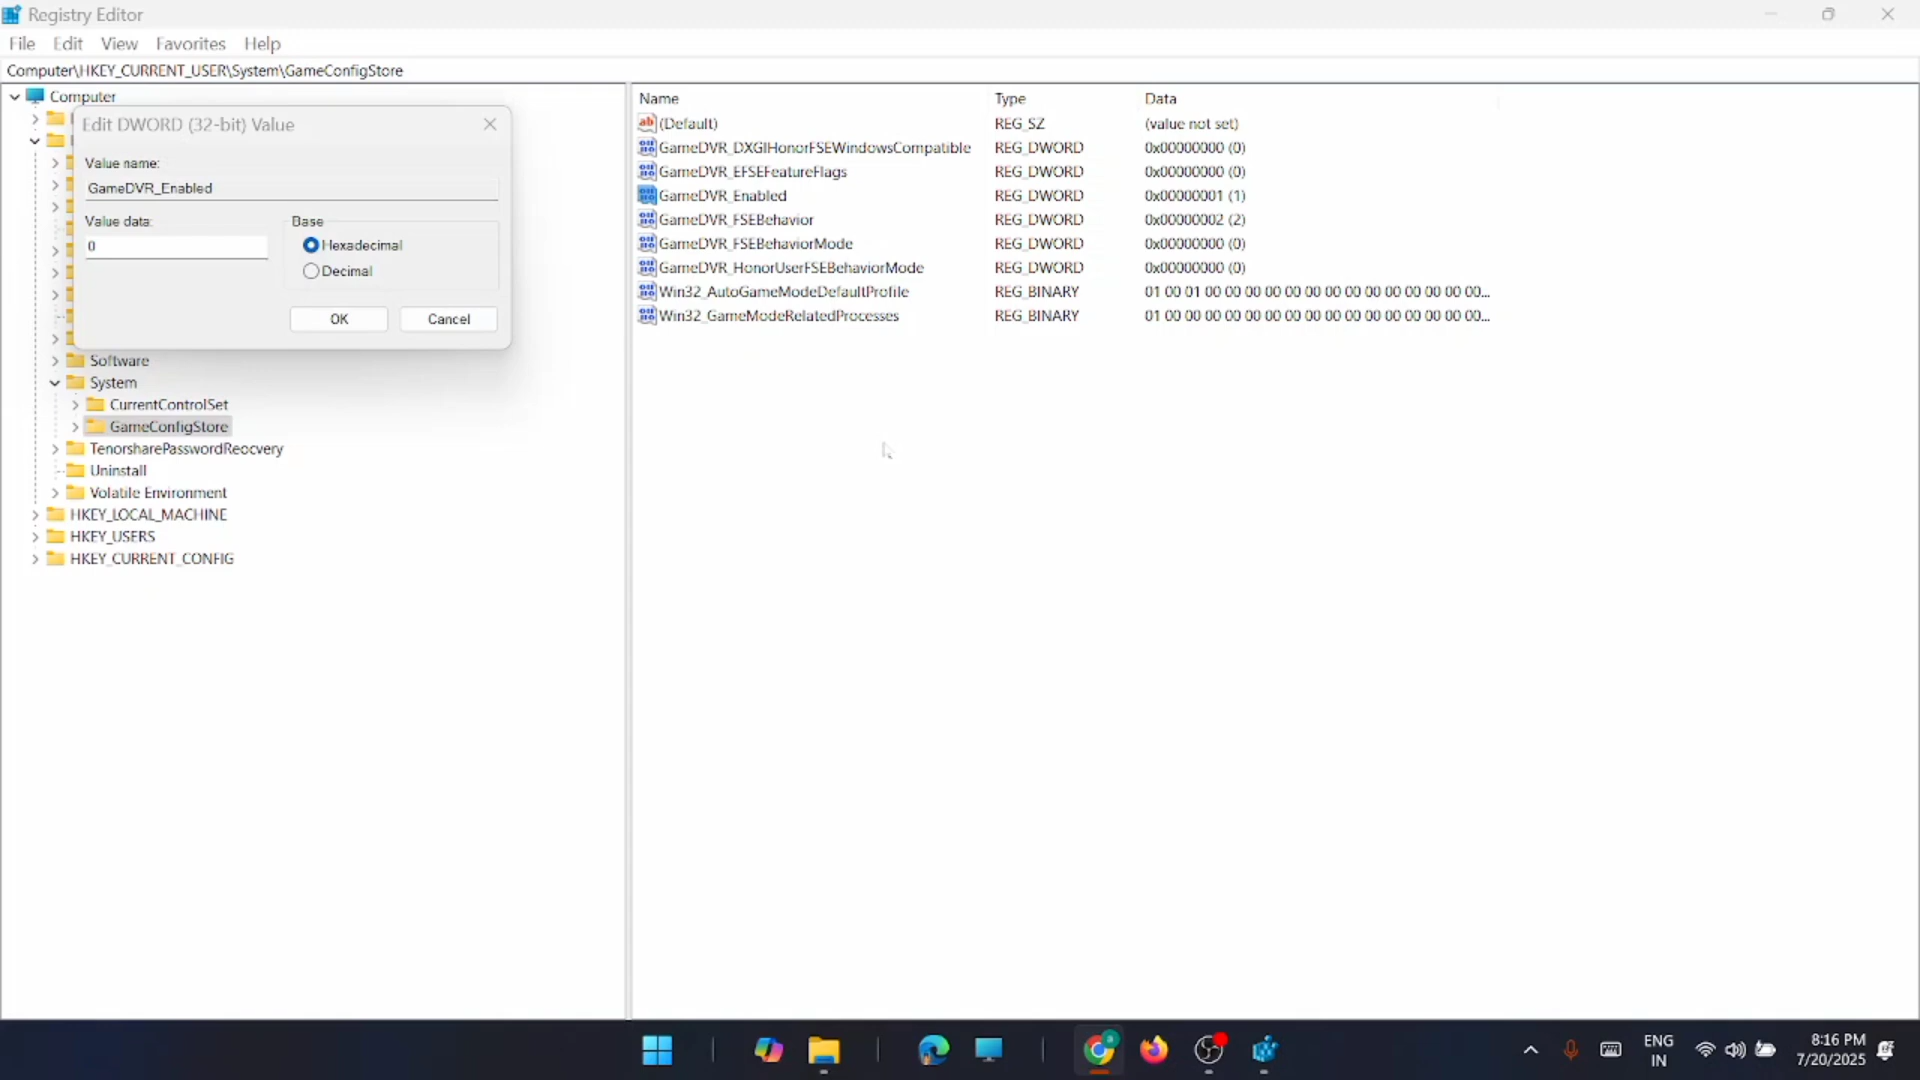 Registry Editor
File Edit View Favorites Help
Computer\HKEY_CURRENT_USER\System\GameConfigStore
Computer
Edit DWORD (32-bit) Value
Value name:
GameDVR_Enabled
Value data:
Base
0
Hexadecimal
Decimal
OK
Cancel
Software
System
CurrentControlSet
GameConfigStore
TenorsharePasswordReocvery
Uninstall
Volatile Environment
HKEY_LOCAL_MACHINE
HKEY_USERS
HKEY_CURRENT_CONFIG
Name Type Data
(Default) REG_SZ (value not set)
GameDVR_DXGIHonorFSEWindowsCompatible REG_DWORD 0x00000000 (0)
GameDVR_EFSEFeatureFlags REG_DWORD 0x00000000 (0)
GameDVR_Enabled REG_DWORD 0x00000001 (1)
GameDVR_FSEBehavior REG_DWORD 0x00000002 (2)
GameDVR_FSEBehaviorMode REG_DWORD 0x00000000 (0)
GameDVR_HonorUserFSEBehaviorMode REG_DWORD 0x00000000 (0)
Win32_AutoGameModeDefaultProfile REG_BINARY 01 00 01 00 00 00 00 00 00 00 00 00 00 00 00 00 00...
Win32_GameModeRelatedProcesses REG_BINARY 01 00 00 00 00 00 00 00 00 00 00 00 00 00 00 00 00...
ENG
IN
8:16 PM
7/20/2025